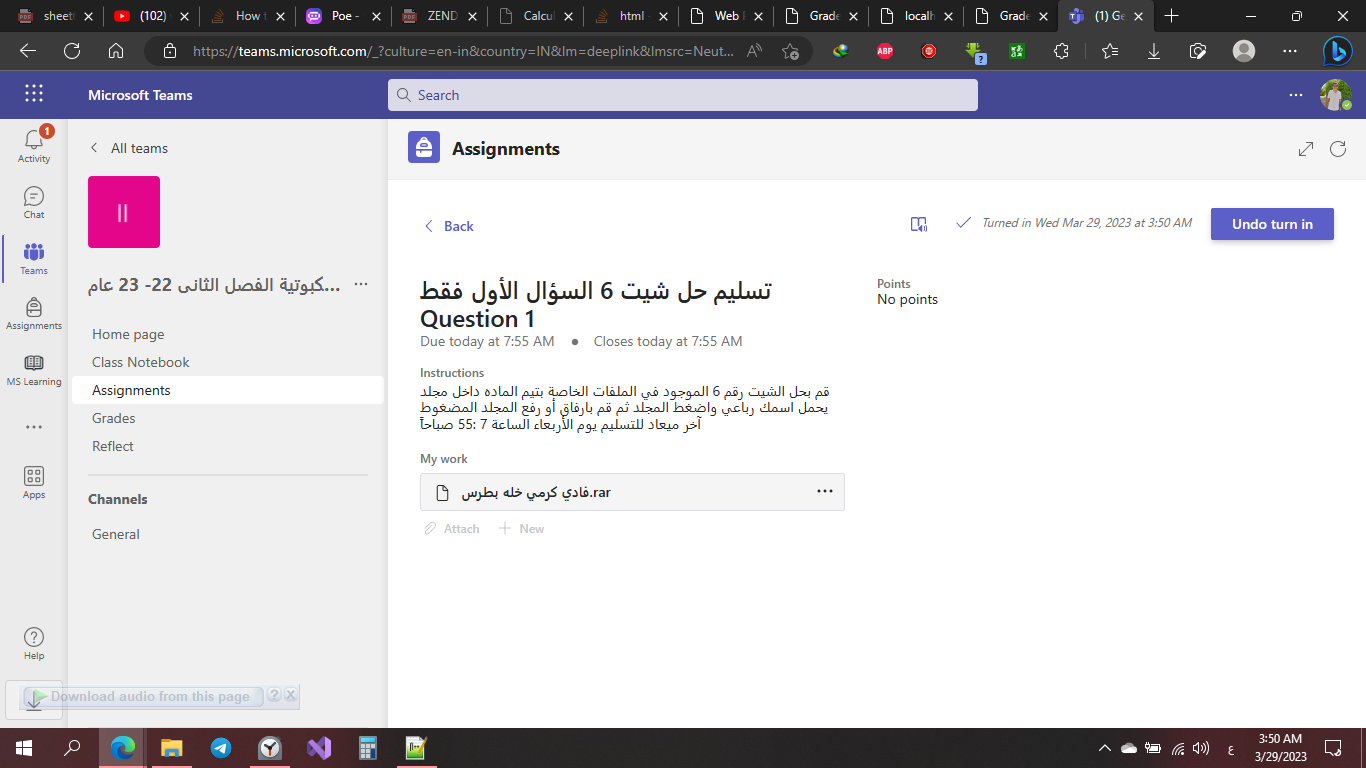 sheet
(102)
How t
Poe -
ZEND
Calcul
html -
Web
Grade
localh
Grade
(1) Ge
https://teams.microsoft.com/_?culture=en-in&country=IN&lm=deeplink&lmsrc=Neut...
ABP
?
Microsoft Teams
Search
1
Activity
Chat
Teams
Assignments
MS Learning
Apps
Help
All teams
II
...كبوتية الفصل الثانى 22- 23 عام
Home page
Class Notebook
Assignments
Grades
Reflect
Channels
General
Download audio from this page
? X
Assignments
Back
Turned in Wed Mar 29, 2023 at 3:50 AM
Undo turn in
تسليم حل شيت 6 السؤال الأول فقط
Question 1
Due today at 7:55 AM • Closes today at 7:55 AM
Points
No points
Instructions
قم بحل الشيت رقم 6 الموجود في الملفات الخاصة بتيم الماده داخل مجلد
يحمل اسمك رباعي واضغط المجلد ثم قم بارفاق أو رفع المجلد المضغوط
آخر ميعاد للتسليم يوم الأربعاء الساعة 7 :55 صباحاً
My work
فادي كرمي خله بطرس.rar
Attach
New
ع
3:50 AM
3/29/2023